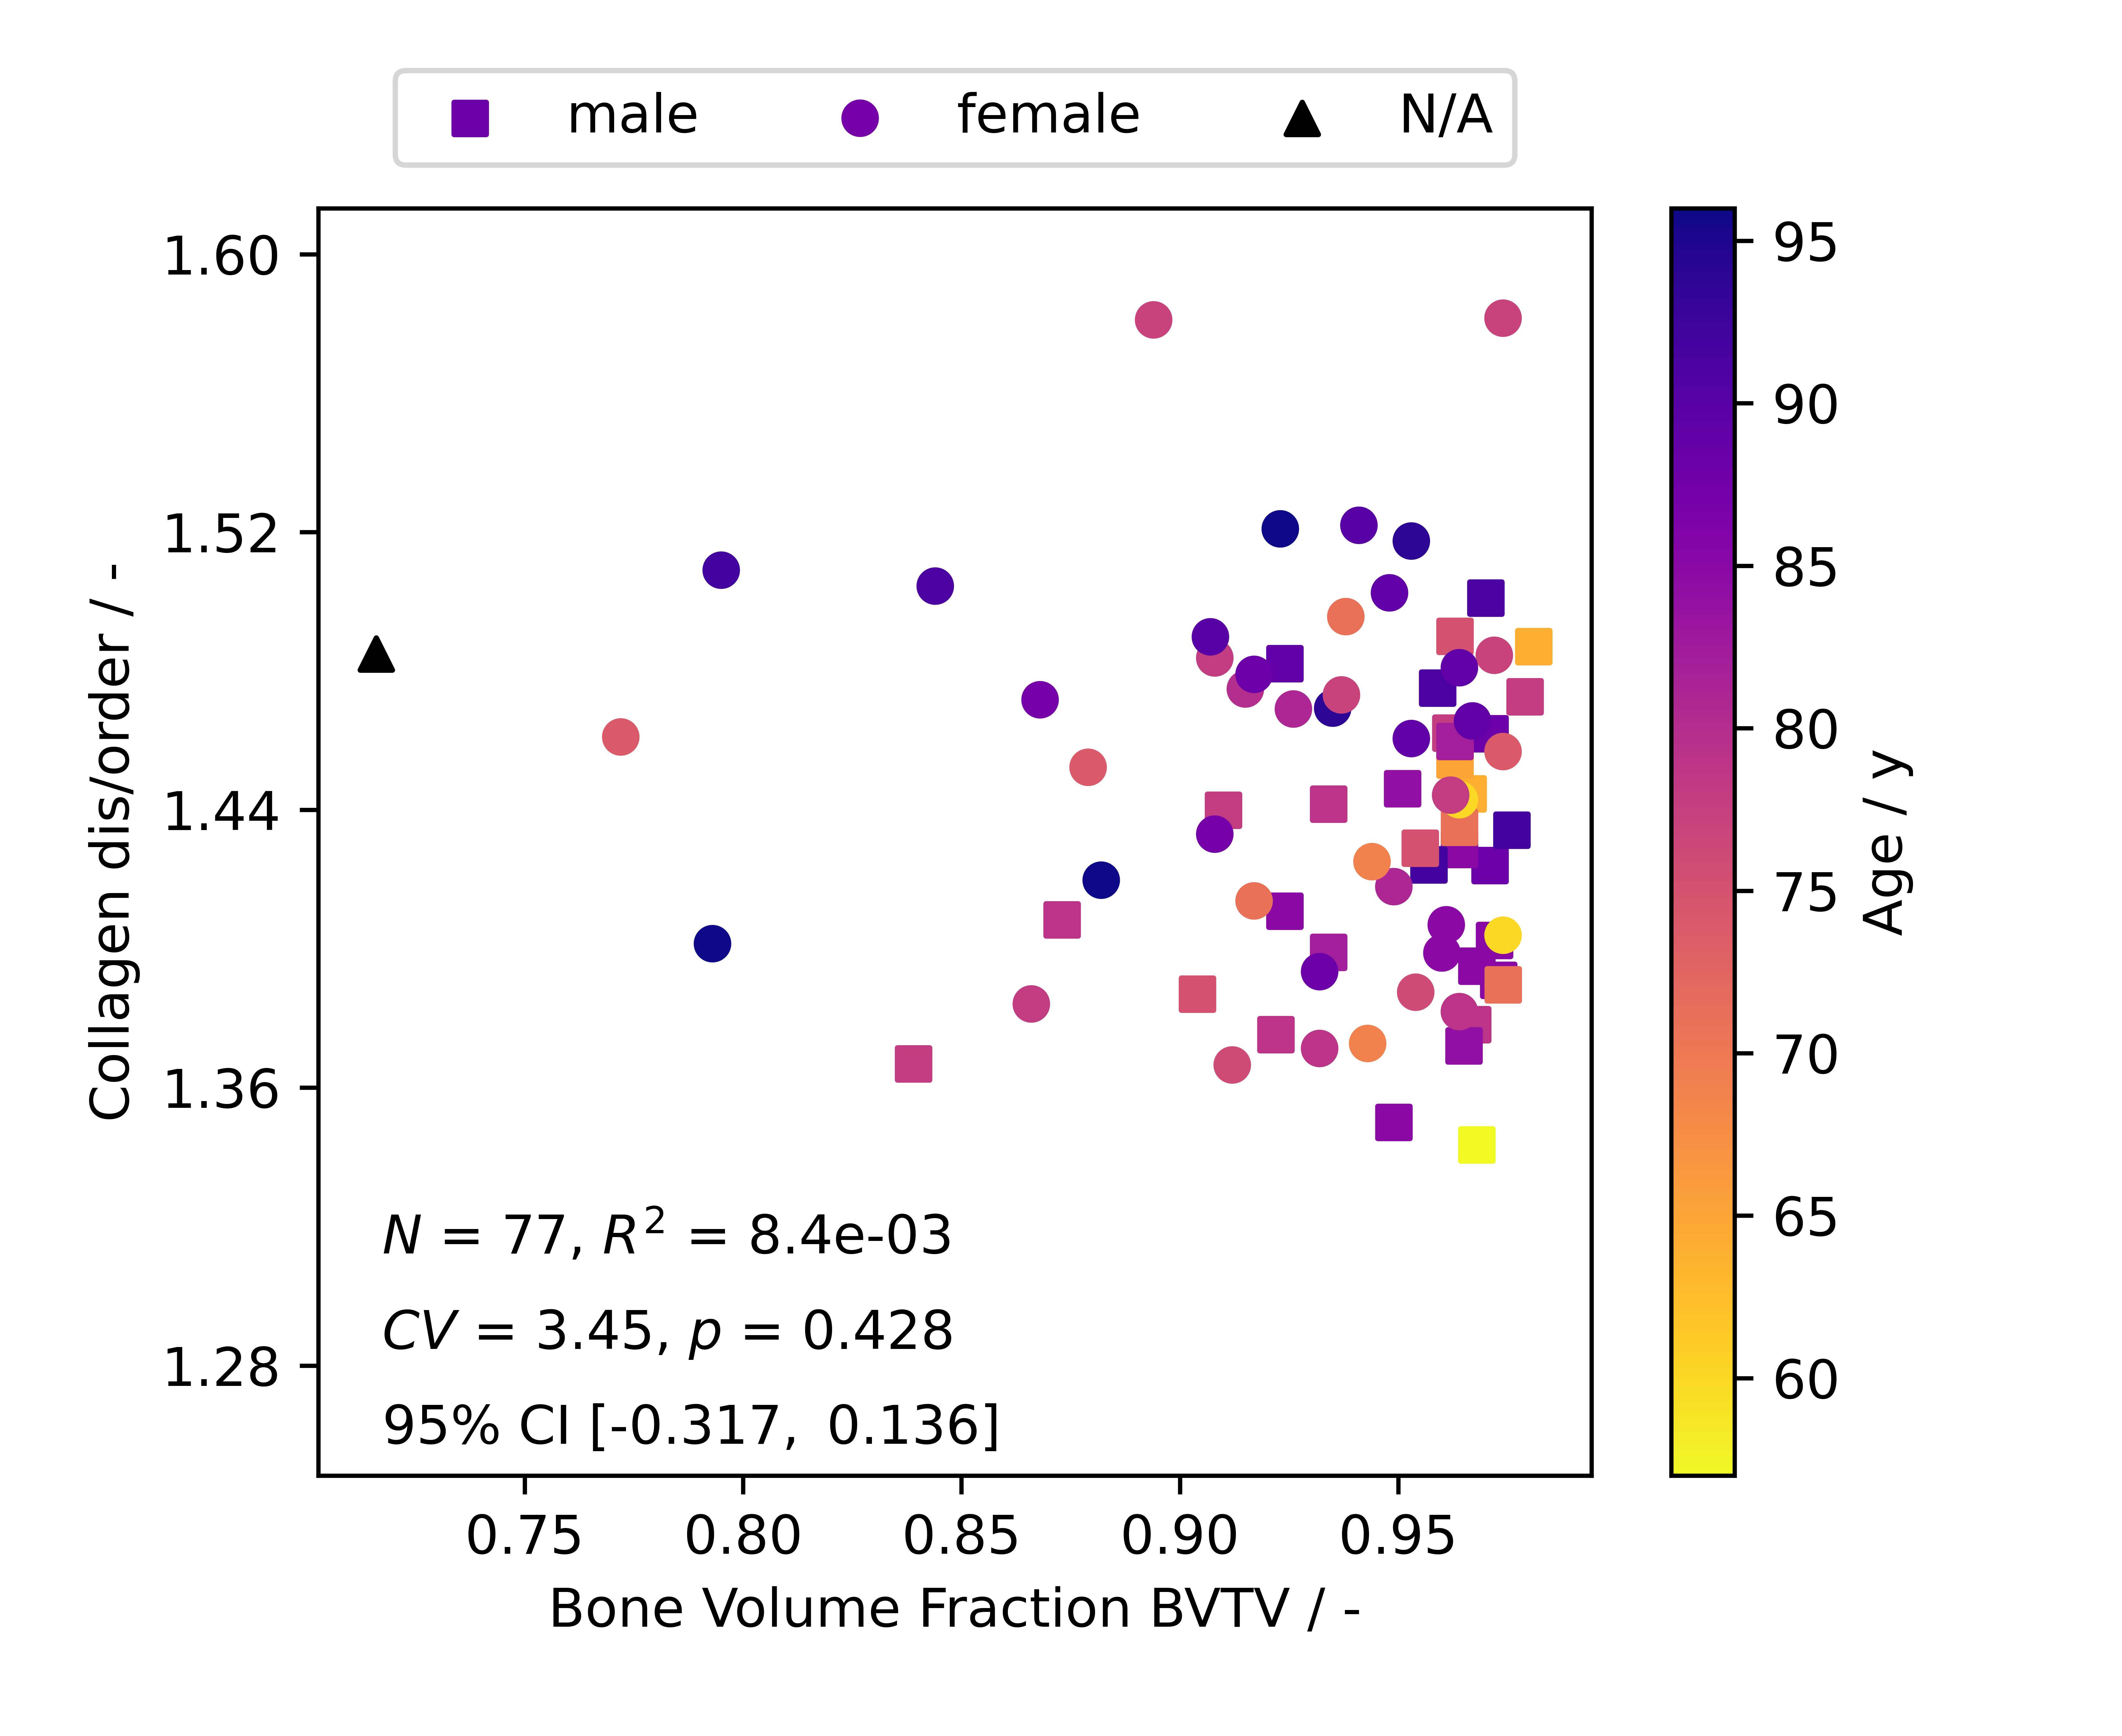 male female N/A
Collagen dis/order / -
1.60
1.52
1.44
1.36
1.28
N = 77, R² = 8.4e-03
CV = 3.45, p = 0.428
95% CI [-0.317, 0.136]
0.75 0.80 0.85 0.90 0.95
Bone Volume Fraction BVTV / -
95
90
85
80
75
70
65
60
Age / y